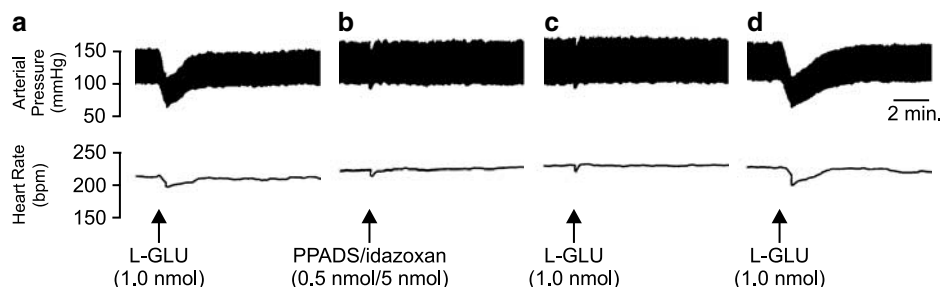 a
b
c
d
Arterial
Pressure
(mmHg)
150
100
50
2 min.
Heart Rate
(bpm)
250
200
150
L-GLU
(1.0 nmol)
PPADS/idazoxan
(0.5 nmol/5 nmol)
L-GLU
(1.0 nmol)
L-GLU
(1.0 nmol)